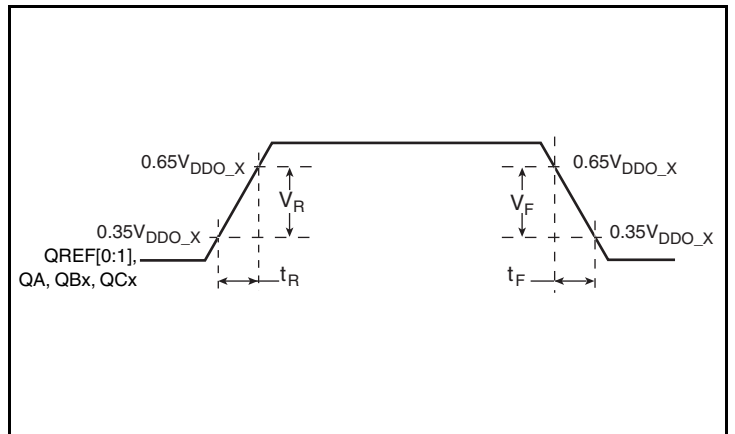 0.65V_DDO_X
0.65V_DDO_X
V_R
V_F
0.35V_DDO_X
0.35V_DDO_X
QREF[0:1],
QA, QBx, QCx
t_R
t_F